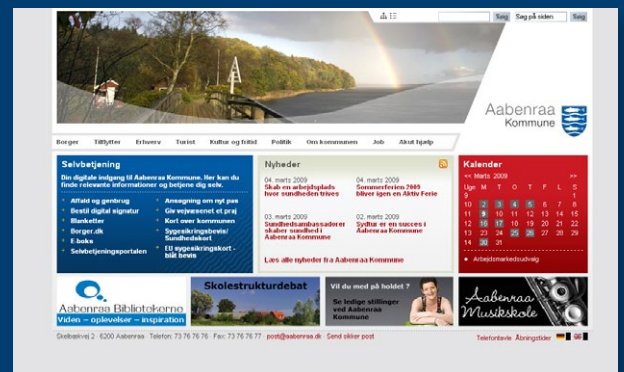 Søg Søg på siden Søg
Aabenraa
Kommune
Borger Tilflytter Erhverv Turist Kultur og fritid Politik Om kommunen Job Akut hjælp
Selvbetjening
Din digitale indgang til Aabenraa Kommune. Her kan du
finde relevante informationer og betjene dig selv.
Affald og genbrug
Bestil digital signatur
Blanketter
Borger.dk
E-boks
Selvbetjeningsportalen
Ansøgning om nyt pas
Giv vejvæsenet et praj
Kort over kommunen
Sygesikringsbevis/
Sundhedskort
EU sygesikringskort -
blåt bevis
Nyheder
04. marts 2009
Skab en arbejdsplads
hvor sundheden trives
04. marts 2009
Sommerferien 2009
bliver igen en Aktiv Ferie
03. marts 2009
Sundhedsambassadører
skaber sundhed i
Aabenraa Kommune
02. marts 2009
Sydtur er en succes i
Aabenraa Kommune
Læs alle nyheder fra Aabenraa Kommune
Kalender
<< Marts 2009 >>
Uge M T O T F L S
9 1
10 2 3 4 5 6 7 8
11 9 10 11 12 13 14 15
12 16 17 18 19 20 21 22
13 23 24 25 26 27 28 29
14 30 31
Arbejdsmarkedsudvalg
Aabenraa Bibliotekerne
Viden – oplevelser – inspiration
Skolestrukturdebat
Vil du med på holdet ?
Se ledige stillinger
ved Aabenraa
Kommune
Aabenraa
Musikskole
Skelbækvej 2 · 6200 Aabenraa · Telefon: 73 76 76 76 · Fax: 73 76 76 77 · post@aabenraa.dk · Send sikker post
Telefontavle Åbningstider